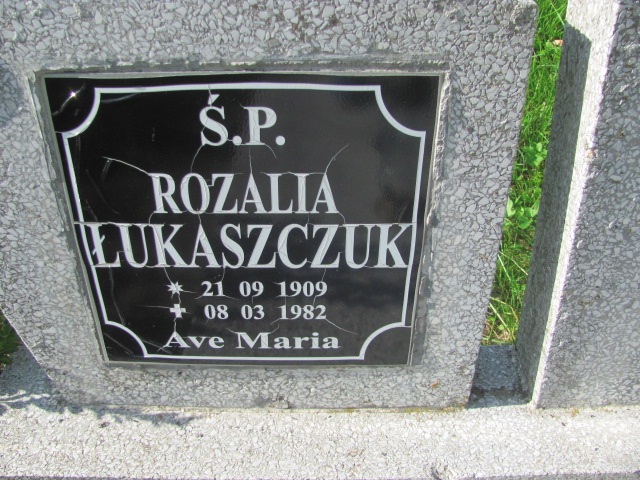 Ś.P.
ROZALIA
ŁUKASZCZUK
* 21 09 1909
✚ 08 03 1982
Ave Maria